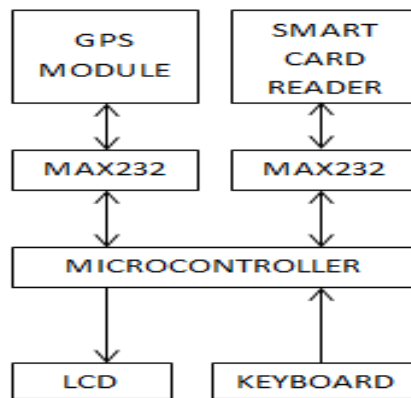 GPS
MODULE
SMART
CARD
READER
MAX232
MAX232
MICROCONTROLLER
LCD
KEYBOARD